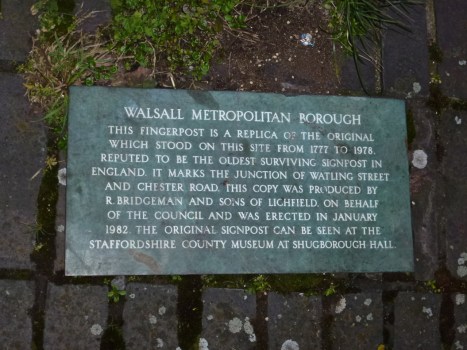 WALSALL METROPOLITAN BOROUGH
THIS FINGERPOST IS A REPLICA OF THE ORIGINAL
WHICH STOOD ON THIS SITE FROM 1777 TO 1978.
REPUTED TO BE THE OLDEST SURVIVING SIGNPOST IN
ENGLAND, IT MARKS THE JUNCTION OF WATLING STREET
AND CHESTER ROAD. THIS COPY WAS PRODUCED BY
R. BRIDGEMAN AND SONS OF LICHFIELD, ON BEHALF
OF THE COUNCIL AND WAS ERECTED IN JANUARY
1982. THE ORIGINAL SIGNPOST CAN BE SEEN AT THE
STAFFORDSHIRE COUNTY MUSEUM AT SHUGBOROUGH HALL.